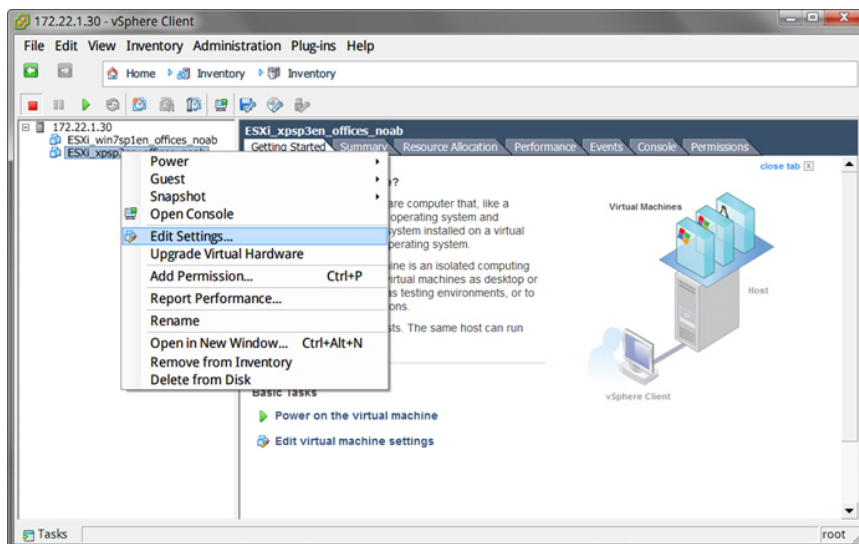 172.22.1.30 - vSphere Client
File Edit View Inventory Administration Plug-ins Help
Home Inventory Inventory
172.22.1.30
ESXi_win7sp1en_offices_noab
ESXi_xpsp
ESXi_xpsp3en_offices_noab
Getting Started Summary Resource Allocation Performance Events Console Permissions
close tab
Power
Guest
Snapshot
Open Console
Edit Settings...
Upgrade Virtual Hardware
Add Permission... Ctrl+P
Report Performance...
Rename
Open in New Window... Ctrl+Alt+N
Remove from Inventory
Delete from Disk
?
are computer that, like a
operating system and
system installed on a virtual
perating system.
ine is an isolated computing
irtual machines as desktop or
s testing environments, or to
ons.
sts. The same host can run
Virtual Machines
Host
vSphere Client
Basic Tasks
Power on the virtual machine
Edit virtual machine settings
Tasks
root